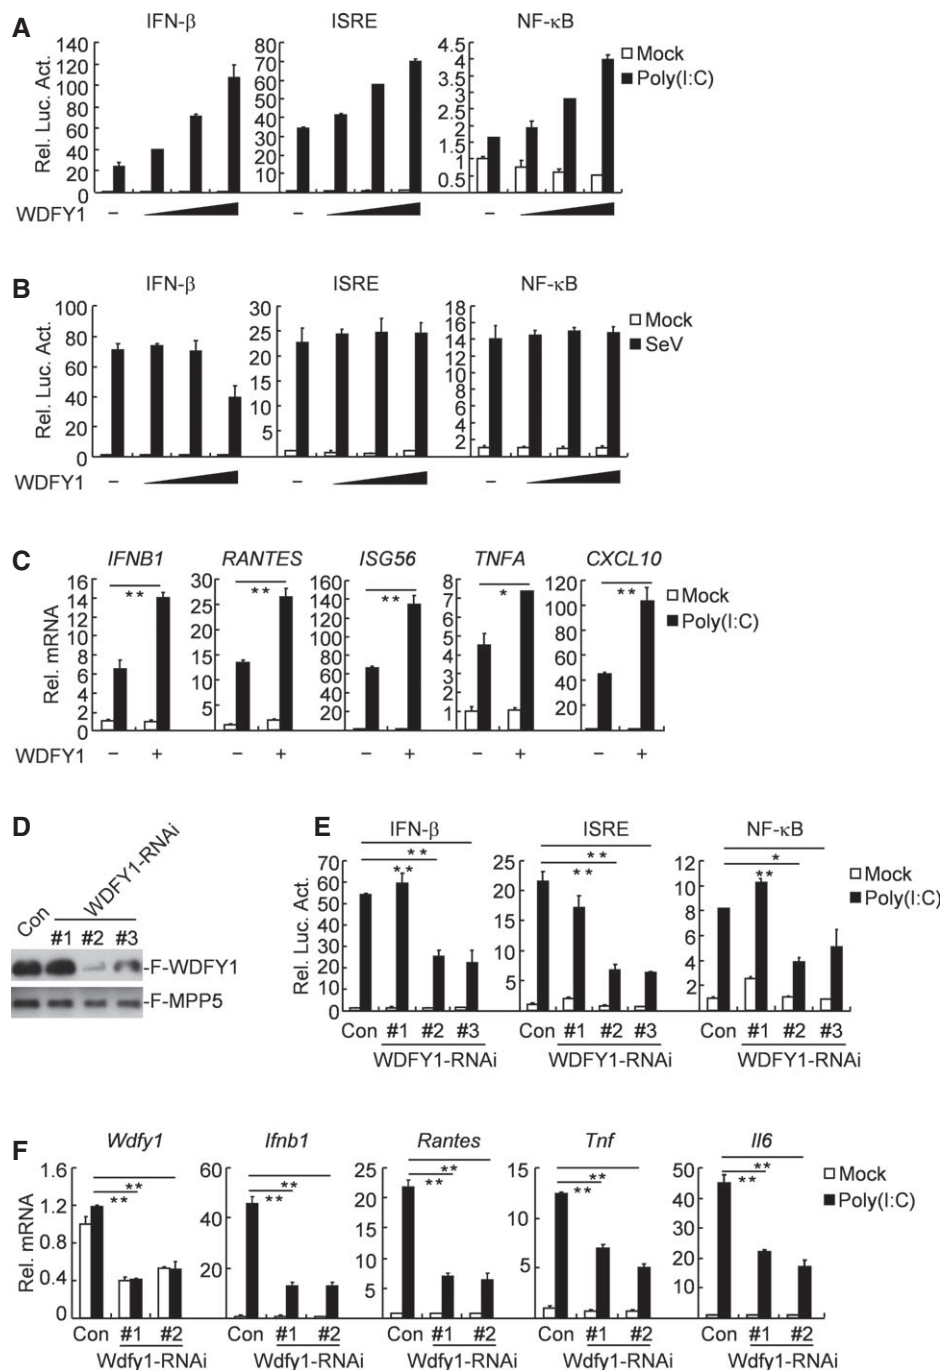 A
IFN-β ISRE NF-κB
Rel. Luc. Act.
140 120 100 80 60 40 20 0
80 70 60 50 40 30 20 10 0
4.5 4 3.5 3 2.5 2 1.5 1 0.5
Mock
Poly(I:C)
WDFY1 – – –
B
IFN-β ISRE NF-κB
Rel. Luc. Act.
100 80 60 40 20 0
30 25 20 15 10 5
16 14 12 10 8 6 4 2
Mock
SeV
WDFY1 – – –
C
IFNB1 RANTES ISG56 TNFA CXCL10
Rel. mRNA
16 14 12 10 8 6 4 2 0
30 25 20 15 10 5
160 140 120 100 80 60 40 20
8 7 6 5 4 3 2 1
120 100 80 60 40 20
** ** ** * **
Mock
Poly(I:C)
WDFY1 – + – + – + – + – +
D
Con WDFY1-RNAi
#1 #2 #3
-F-WDFY1
-F-MPP5
E
IFN-β ISRE NF-κB
Rel. Luc. Act.
70 60 50 40 30 20 10 0
25 20 15 10 5
12 10 8 6 4 2
** ** *
** ** **
Mock
Poly(I:C)
Con #1 #2 #3 Con #1 #2 #3 Con #1 #2 #3
WDFY1-RNAi WDFY1-RNAi WDFY1-RNAi
F
Wdfy1 Ifnb1 Rantes Tnf Il6
Rel. mRNA
1.6 1.2 0.8 0.4 0
60 40 20
25 20 15 10 5
15 10 5
50 40 30 20 10
** ** ** ** **
** ** ** ** **
Mock
Poly(I:C)
Con #1 #2 Con #1 #2 Con #1 #2 Con #1 #2 Con #1 #2
Wdfy1-RNAi Wdfy1-RNAi Wdfy1-RNAi Wdfy1-RNAi Wdfy1-RNAi